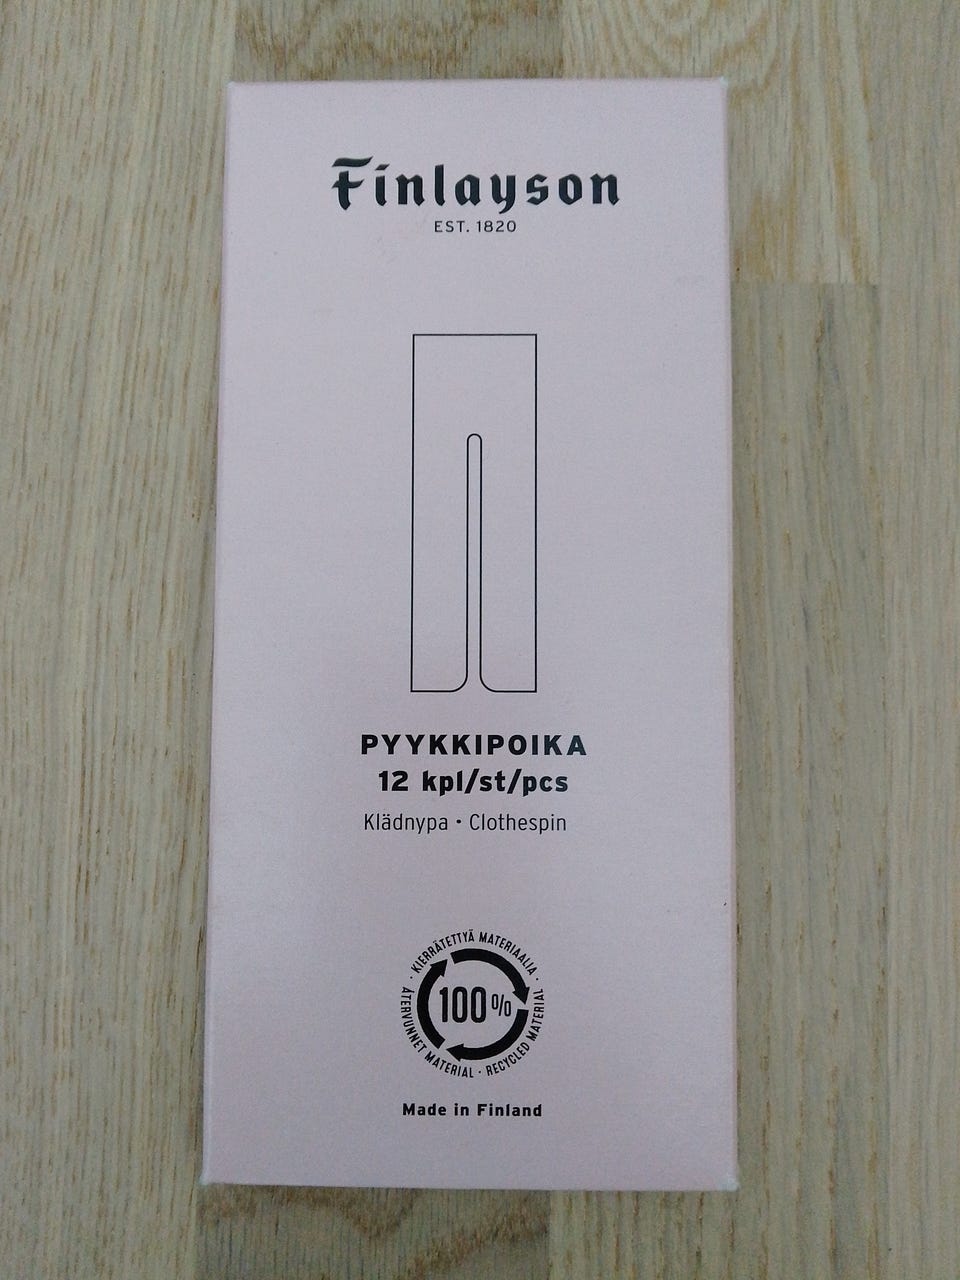 Finlayson
EST. 1820
PYYKKIPOIKA
12 kpl/st/pcs
Klädnypa • Clothespin
· KIERRÄTETTYÄ MATERIAALIA ·
RECYCLED MATERIAL ·
ÅTERVUNNET MATERIAL
100%
Made in Finland